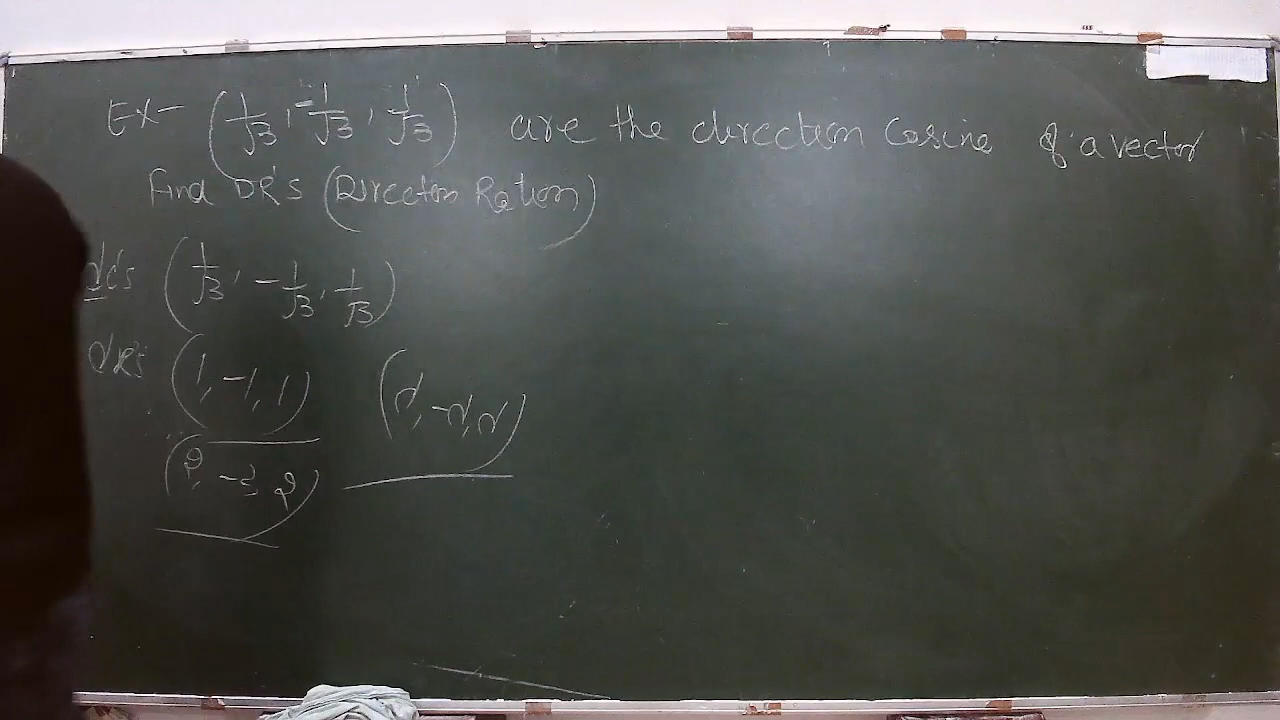 Ex- (1/√3, -1/√3, 1/√3) are the direction Cosine of a vector
Find DR's (Direction Ration)
dc's (1/√3, -1/√3, 1/√3)
dR's (1, -1, 1)
(2, -2, 2)